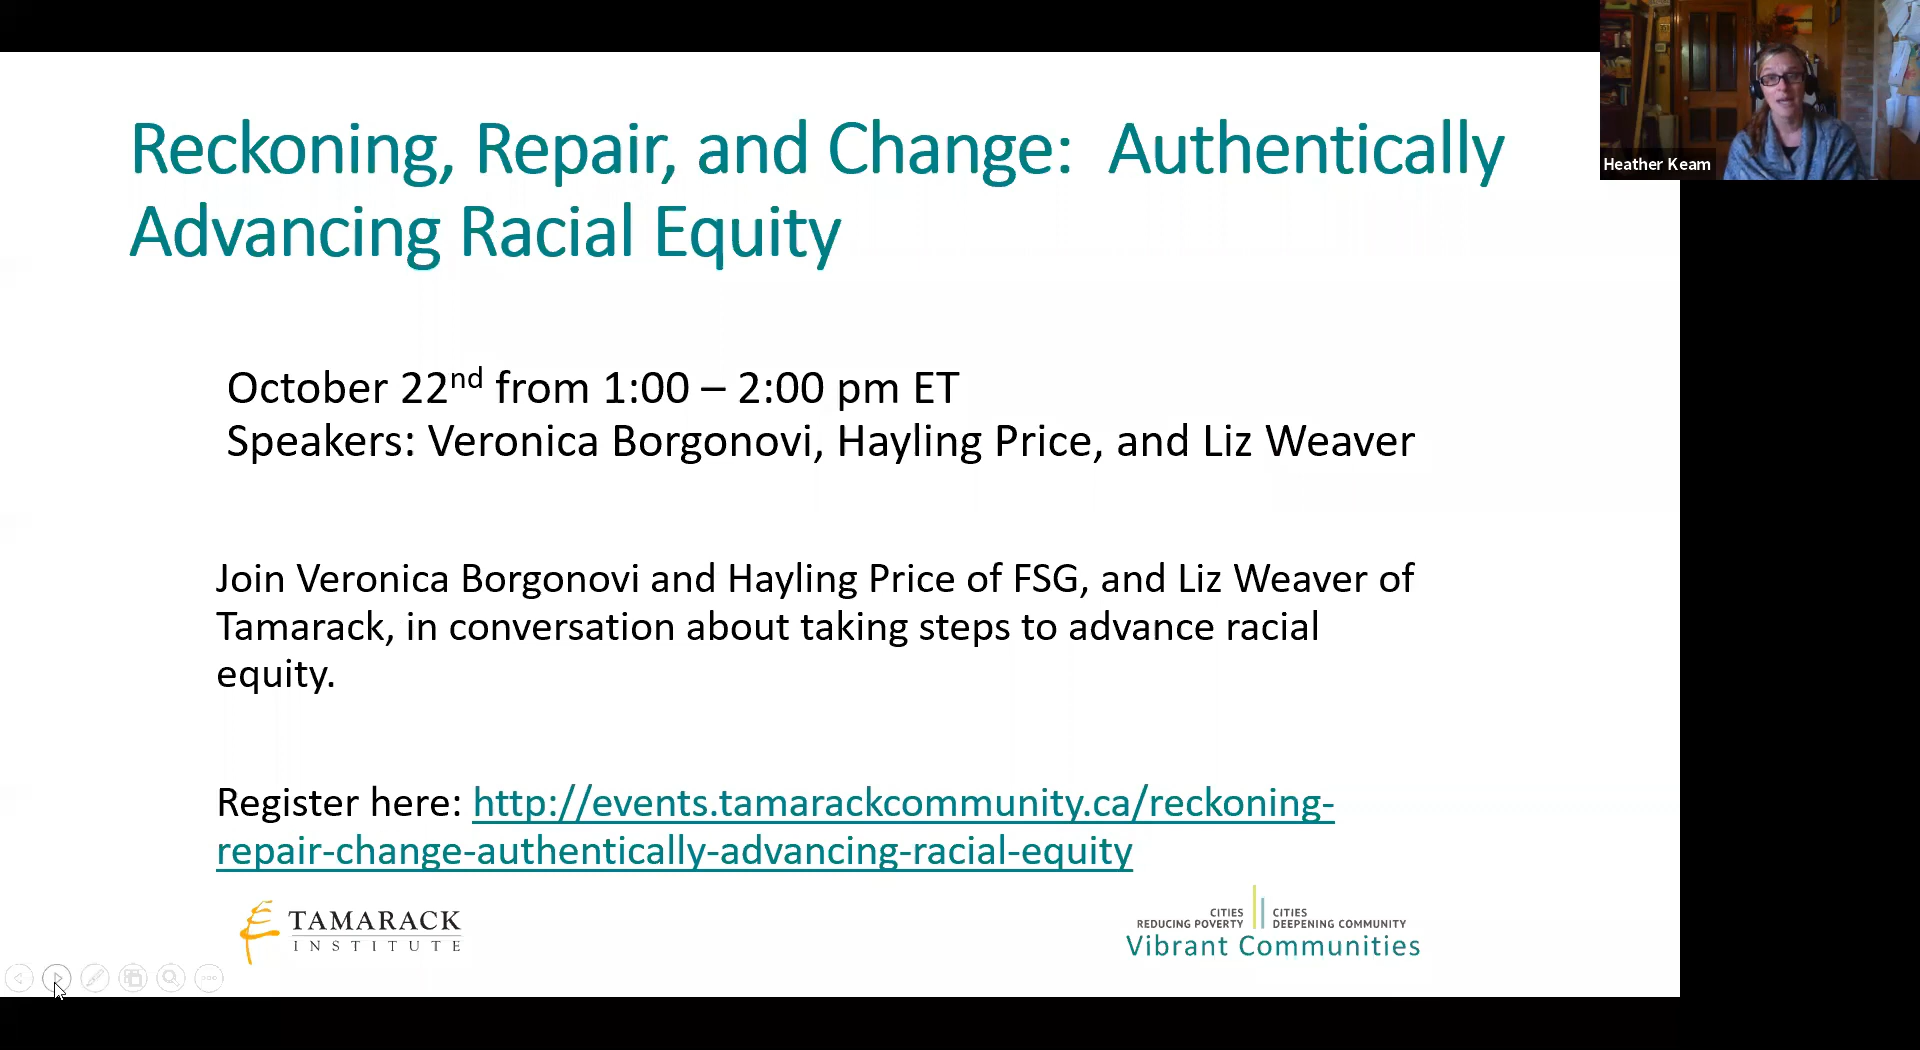 Reckoning, Repair, and Change:  Authentically
Advancing Racial Equity
Heather Keam
October 22nd from 1:00 – 2:00 pm ET
Speakers: Veronica Borgonovi, Hayling Price, and Liz Weaver
Join Veronica Borgonovi and Hayling Price of FSG, and Liz Weaver of
Tamarack, in conversation about taking steps to advance racial
equity.
Register here: http://events.tamarackcommunity.ca/reckoning-
repair-change-authentically-advancing-racial-equity
TAMARACK
INSTITUTE
CITIES
REDUCING POVERTY
CITIES
DEEPENING COMMUNITY
Vibrant Communities